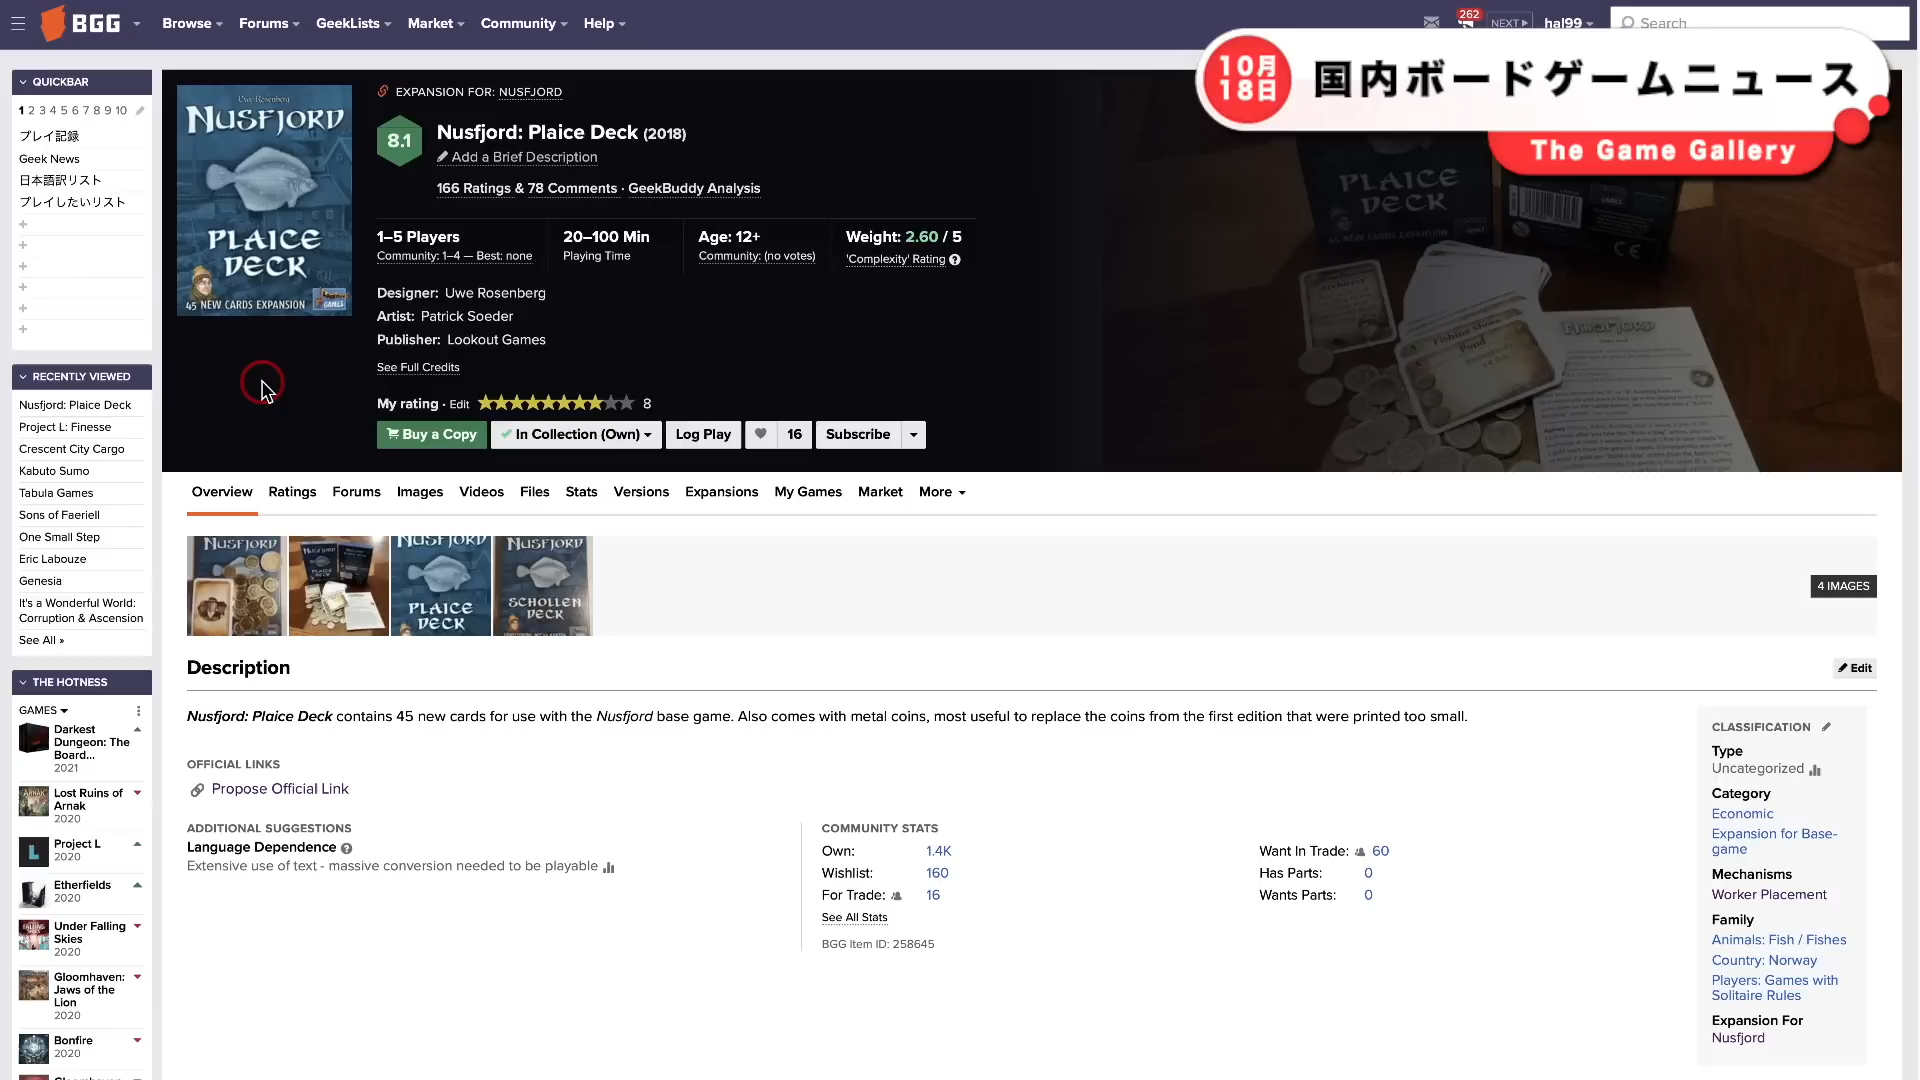 BGG
Browse
Forums
GeekLists
Market
Community
Help
262
NEXT
hal99
Search
10月
18日
国内ボードゲームニュース
The Game Gallery
QUICKBAR
1 2 3 4 5 6 7 8 9 10
プレイ記録
Geek News
日本語訳リスト
プレイしたいリスト
RECENTLY VIEWED
Nusfjord: Plaice Deck
Project L: Finesse
Crescent City Cargo
Kabuto Sumo
Tabula Games
Sons of Faeriell
One Small Step
Eric Labouze
Genesia
It's a Wonderful World:
Corruption & Ascension
See All »
THE HOTNESS
GAMES
Darkest
Dungeon: The
Board...
2021
Lost Ruins of
Arnak
2020
Project L
2020
Etherfields
2020
Under Falling
Skies
2020
Gloomhaven:
Jaws of the
Lion
2020
Bonfire
2020
Uwe Rosenberg
NUSFJORD
PLAICE
DECK
45 NEW CARDS EXPANSION
EXPANSION FOR: NUSFJORD
8.1
Nusfjord: Plaice Deck (2018)
Add a Brief Description
166 Ratings & 78 Comments · GeekBuddy Analysis
1–5 Players
Community: 1–4 — Best: none
20–100 Min
Playing Time
Age: 12+
Community: (no votes)
Weight: 2.60 / 5
'Complexity' Rating
Designer: Uwe Rosenberg
Artist: Patrick Soeder
Publisher: Lookout Games
See Full Credits
My rating · Edit
8
Buy a Copy
In Collection (Own)
Log Play
16
Subscribe
PLAICE
DECK
45 NEW CARDS EXPANSION
Overview
Ratings
Forums
Images
Videos
Files
Stats
Versions
Expansions
My Games
Market
More
NUSFJORD
NUSFJORD
PLAICE
DECK
NUSFJORD
SCHOLLEN
DECK
4 IMAGES
Description
Edit
Nusfjord: Plaice Deck contains 45 new cards for use with the Nusfjord base game. Also comes with metal coins, most useful to replace the coins from the first edition that were printed too small.
OFFICIAL LINKS
Propose Official Link
ADDITIONAL SUGGESTIONS
Language Dependence
Extensive use of text - massive conversion needed to be playable
COMMUNITY STATS
Own: 1.4K
Wishlist: 160
For Trade: 16
See All Stats
BGG Item ID: 258645
Want In Trade: 60
Has Parts: 0
Wants Parts: 0
CLASSIFICATION
Type
Uncategorized
Category
Economic
Expansion for Base-
game
Mechanisms
Worker Placement
Family
Animals: Fish / Fishes
Country: Norway
Players: Games with
Solitaire Rules
Expansion For
Nusfjord